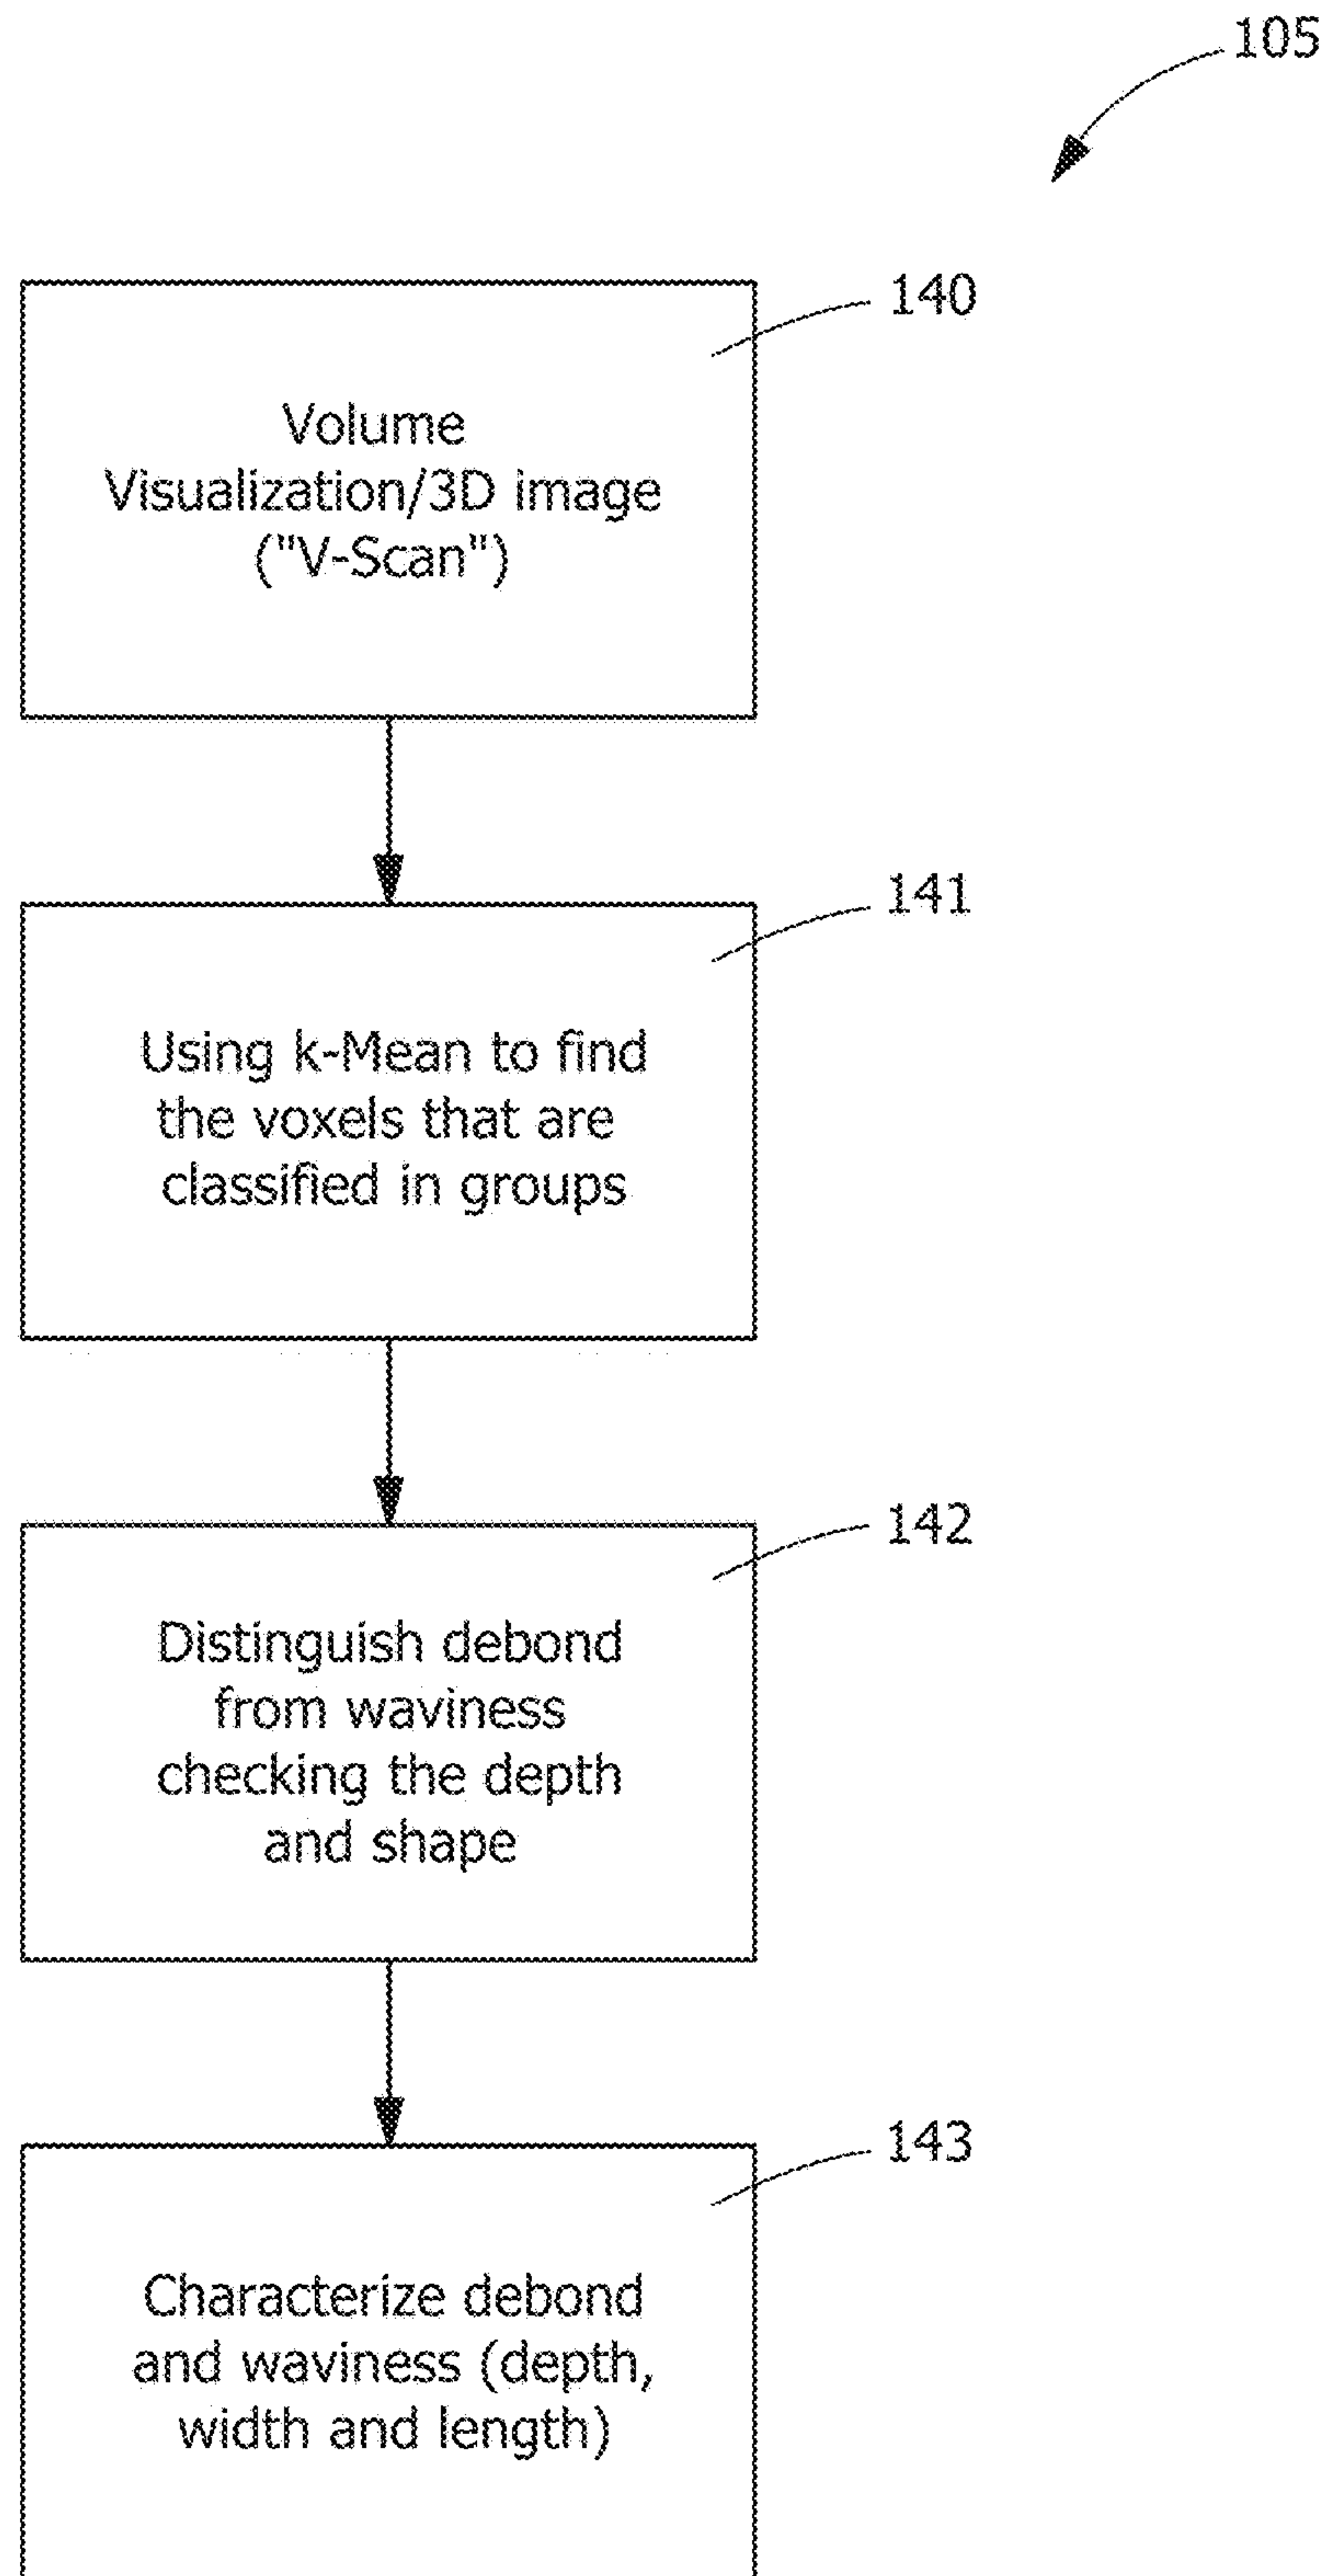 105
140
Volume
Visualization/3D image
("V-Scan")
141
Using k-Mean to find
the voxels that are
classified in groups
142
Distinguish debond
from waviness
checking the depth
and shape
143
Characterize debond
and waviness (depth,
width and length)